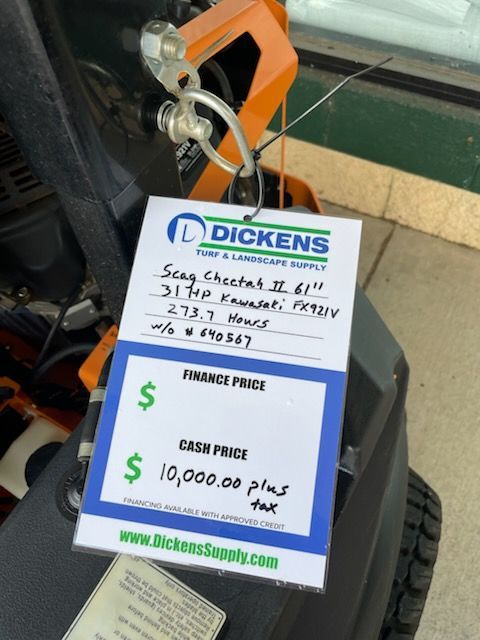 D DICKENS
TURF & LANDSCAPE SUPPLY
Scag Cheetah II 61"
31 HP Kawasaki FX921V
273.7 Hours
w/o # 640567
FINANCE PRICE
$
CASH PRICE
$ 10,000.00 plus
tax
FINANCING AVAILABLE WITH APPROVED CREDIT
www.DickensSupply.com